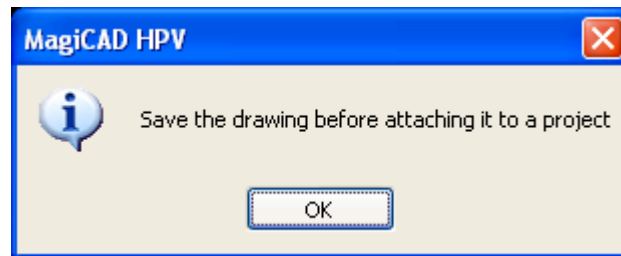 MagiCAD HPV
Save the drawing before attaching it to a project
OK